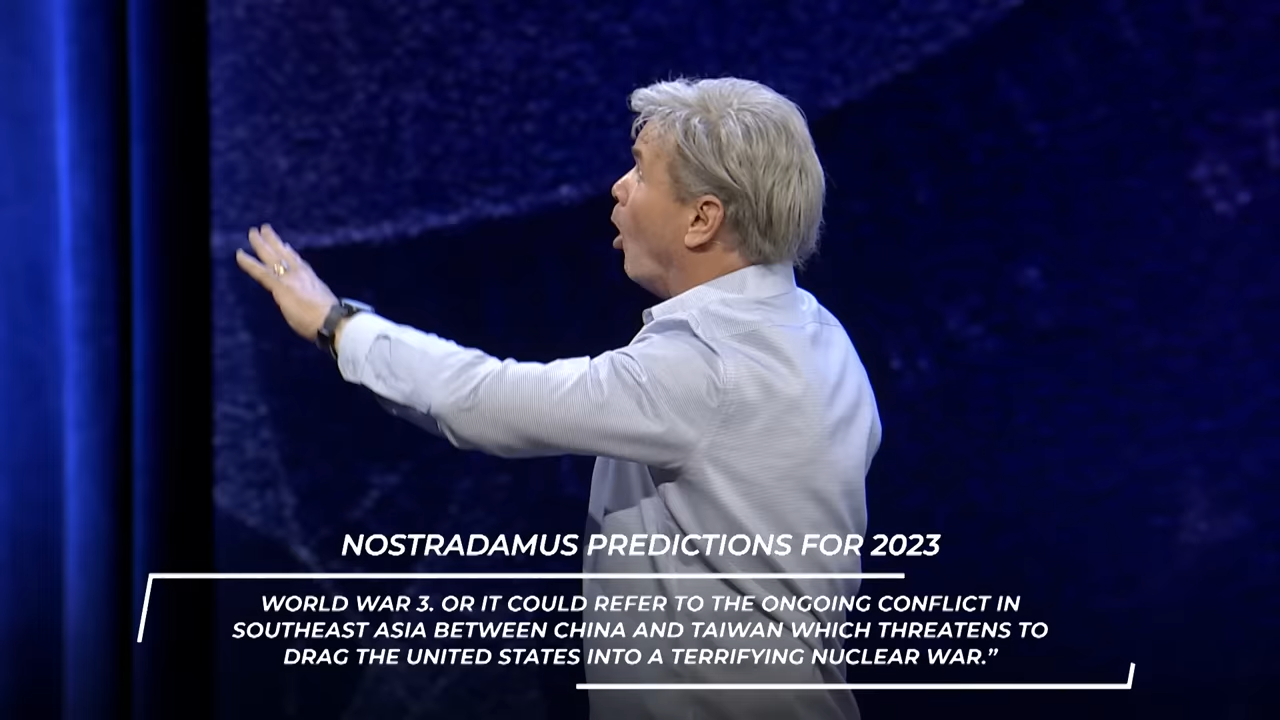 NOSTRADAMUS PREDICTIONS FOR 2023
WORLD WAR 3. OR IT COULD REFER TO THE ONGOING CONFLICT IN
SOUTHEAST ASIA BETWEEN CHINA AND TAIWAN WHICH THREATENS TO
DRAG THE UNITED STATES INTO A TERRIFYING NUCLEAR WAR.”